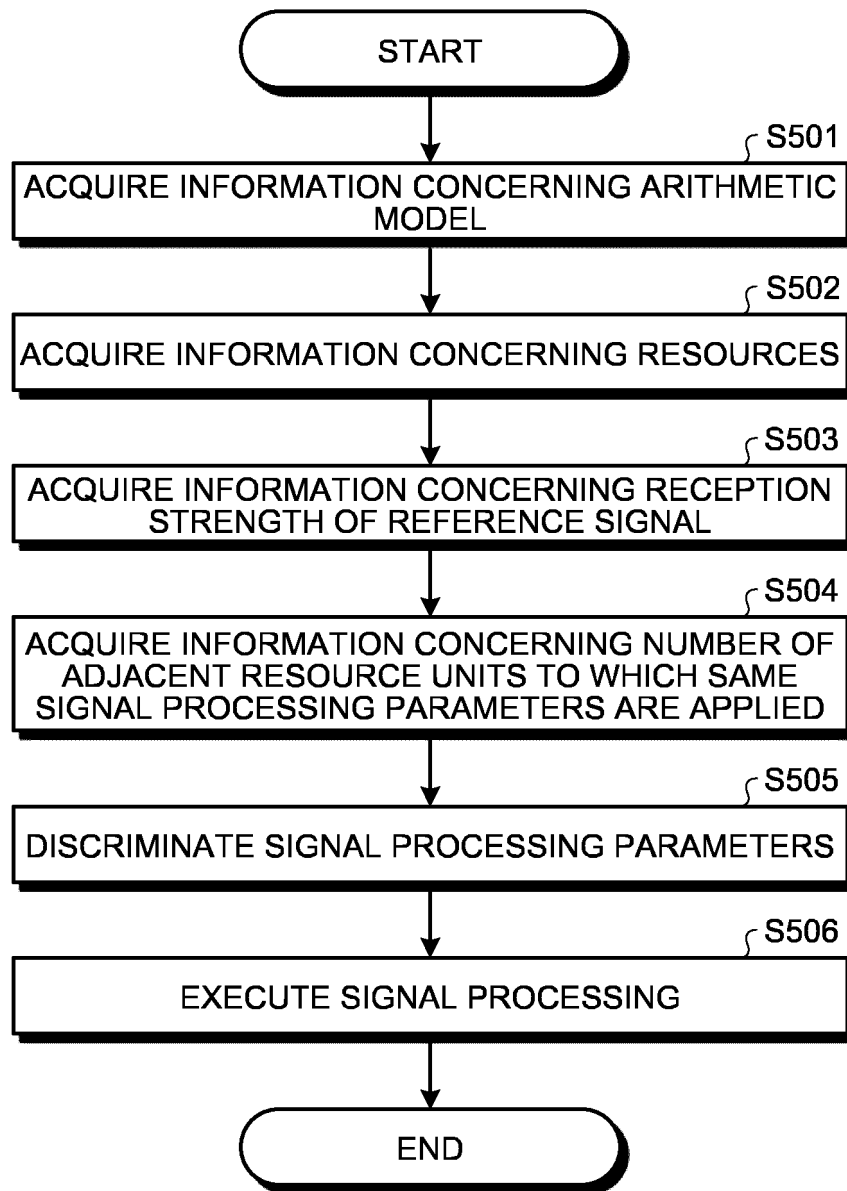 START
S501
ACQUIRE INFORMATION CONCERNING ARITHMETIC
MODEL
S502
ACQUIRE INFORMATION CONCERNING RESOURCES
S503
ACQUIRE INFORMATION CONCERNING RECEPTION
STRENGTH OF REFERENCE SIGNAL
S504
ACQUIRE INFORMATION CONCERNING NUMBER OF
ADJACENT RESOURCE UNITS TO WHICH SAME
SIGNAL PROCESSING PARAMETERS ARE APPLIED
S505
DISCRIMINATE SIGNAL PROCESSING PARAMETERS
S506
EXECUTE SIGNAL PROCESSING
END